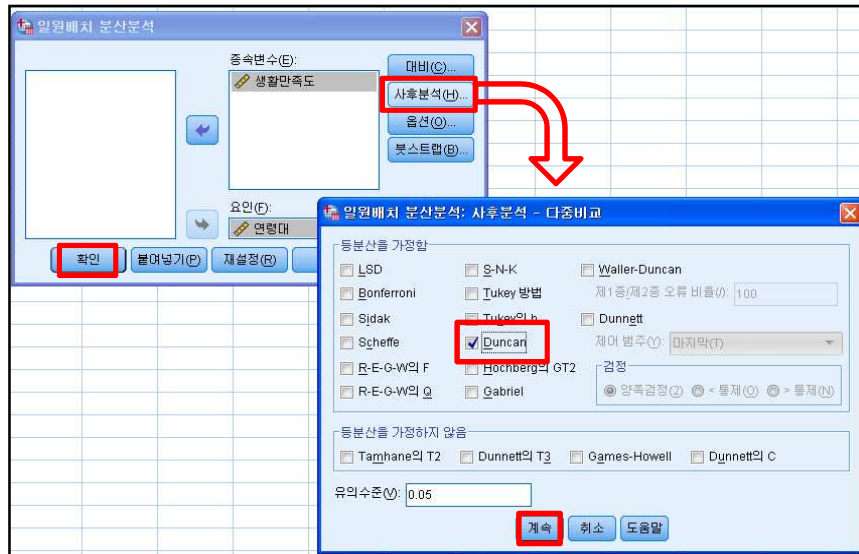 일원배치 분산분석
종속변수(E):
생활만족도
대비(C)...
사후분석(H)...
옵션(O)...
붓스트랩(B)...
요인(F):
연령대
확인
붙여넣기(P)
재설정(R)
일원배치 분산분석: 사후분석 - 다중비교
등분산을 가정함
LSD
S-N-K
Waller-Duncan
Bonferroni
Tukey 방법
제1종/제2종 오류 비율(I): 100
Sidak
Tukey의 b
Dunnett
Scheffe
Duncan
제어 범주(Y): 마지막(T)
R-E-G-W의 F
Hochberg의 GT2
검정
R-E-G-W의 Q
Gabriel
양측검정(2) < 통제(O) > 통제(N)
등분산을 가정하지 않음
Tamhane의 T2
Dunnett의 T3
Games-Howell
Dunnett의 C
유의수준(V): 0.05
계속
취소
도움말